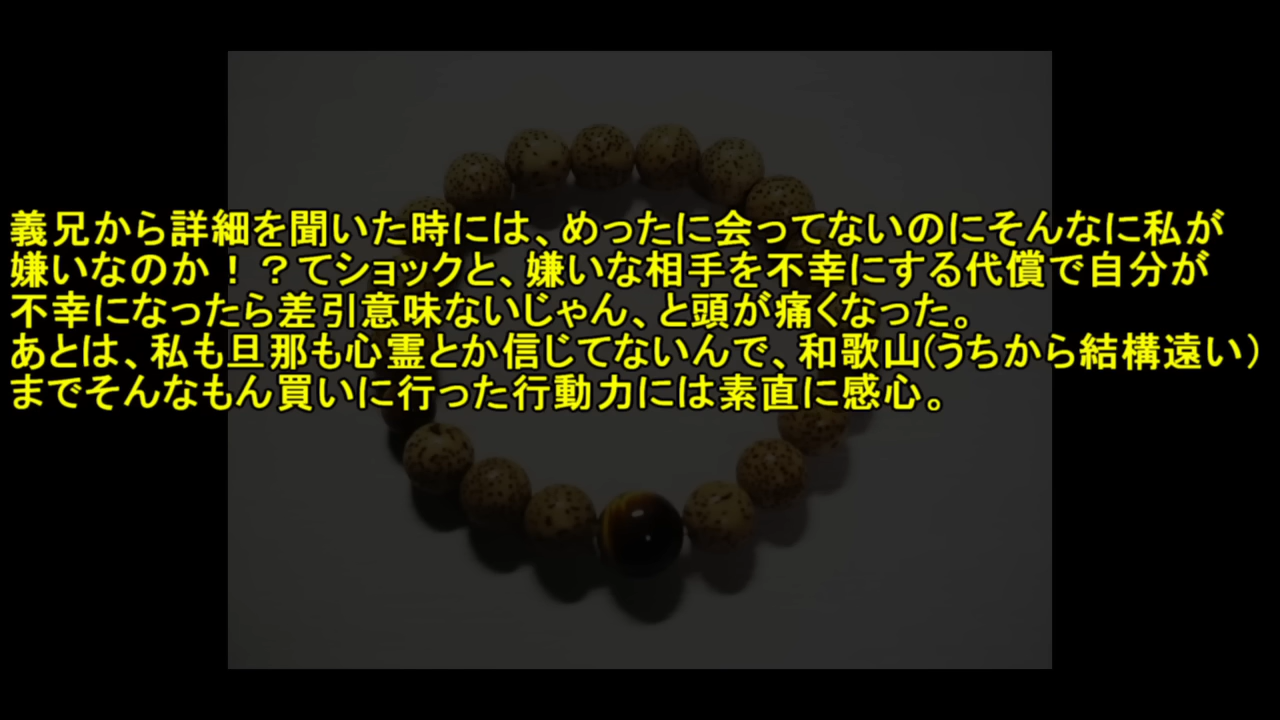 義兄から詳細を聞いた時には、めったに会ってないのにそんなに私が
嫌いなのか！？てショックと、嫌いな相手を不幸にする代償で自分が
不幸になったら差引意味ないじゃん、と頭が痛くなった。
あとは、私も旦那も心霊とか信じてないんで、和歌山(うちから結構遠い)
までそんなもん買いに行った行動力には素直に感心。